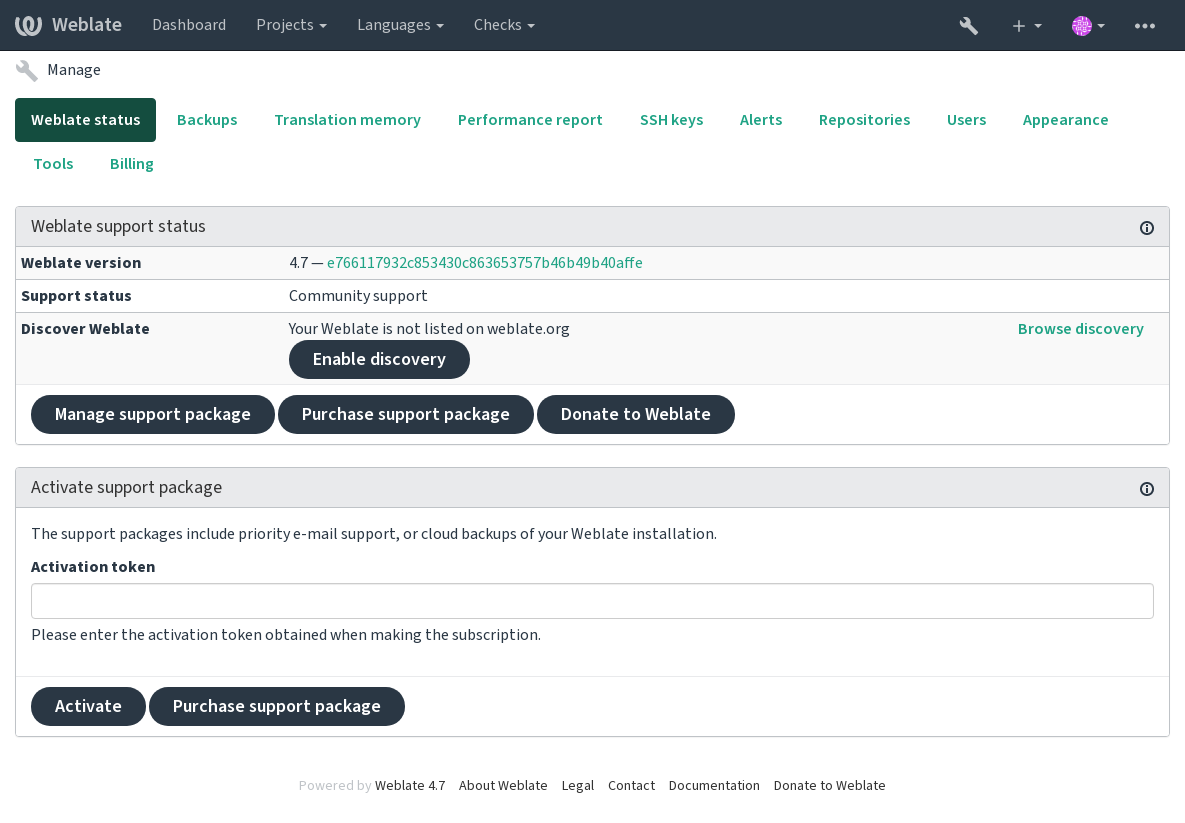 Weblate Dashboard Projects Languages Checks
Manage
Weblate status Backups Translation memory Performance report SSH keys Alerts Repositories Users Appearance
Tools Billing
Weblate support status
Weblate version 4.7 — e766117932c853430c863653757b46b49b40affe
Support status Community support
Discover Weblate Your Weblate is not listed on weblate.org Browse discovery
Enable discovery
Manage support package Purchase support package Donate to Weblate
Activate support package
The support packages include priority e-mail support, or cloud backups of your Weblate installation.
Activation token
Please enter the activation token obtained when making the subscription.
Activate Purchase support package
Powered by Weblate 4.7 About Weblate Legal Contact Documentation Donate to Weblate